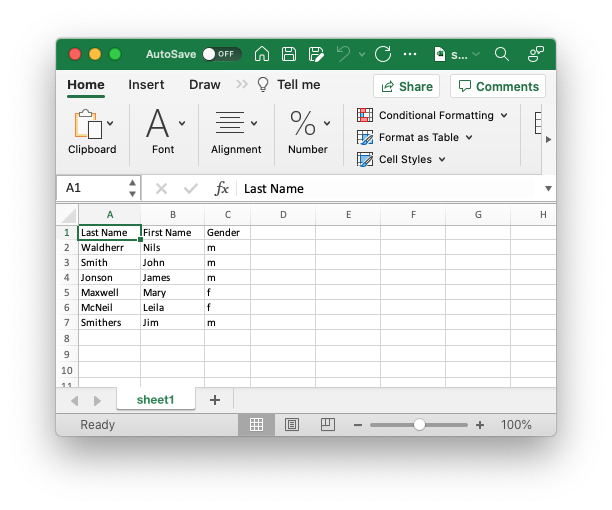 AutoSave OFF ... s...
Home Insert Draw >> Tell me Share Comments
Clipboard Font Alignment % Number Conditional Formatting
Format as Table
Cell Styles
A1 fx Last Name
A B C D E F G H
1 Last Name First Name Gender
2 Waldherr Nils m
3 Smith John m
4 Jonson James m
5 Maxwell Mary f
6 McNeil Leila f
7 Smithers Jim m
8
9
10
11
sheet1 +
Ready - + 100%